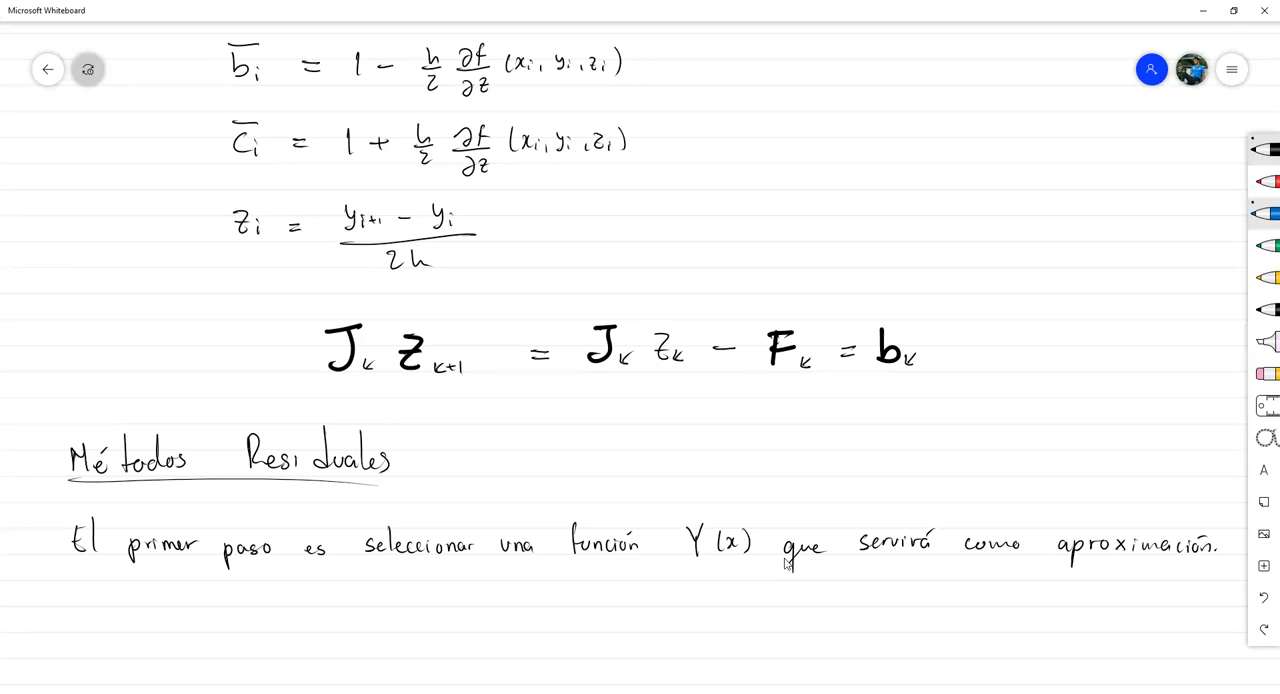 Microsoft Whiteboard
b̅ᵢ = 1 - h/2 ∂f/∂z (xᵢ, yᵢ, zᵢ)
c̅ᵢ = 1 + h/2 ∂f/∂z (xᵢ, yᵢ, zᵢ)
zᵢ = (yᵢ₊₁ - yᵢ)/2h
Jₖ Zₖ₊₁ = Jₖ Zₖ - Fₖ = bₖ
Métodos Residuales
El primer paso es seleccionar una función Y(x) que servirá como aproximación.